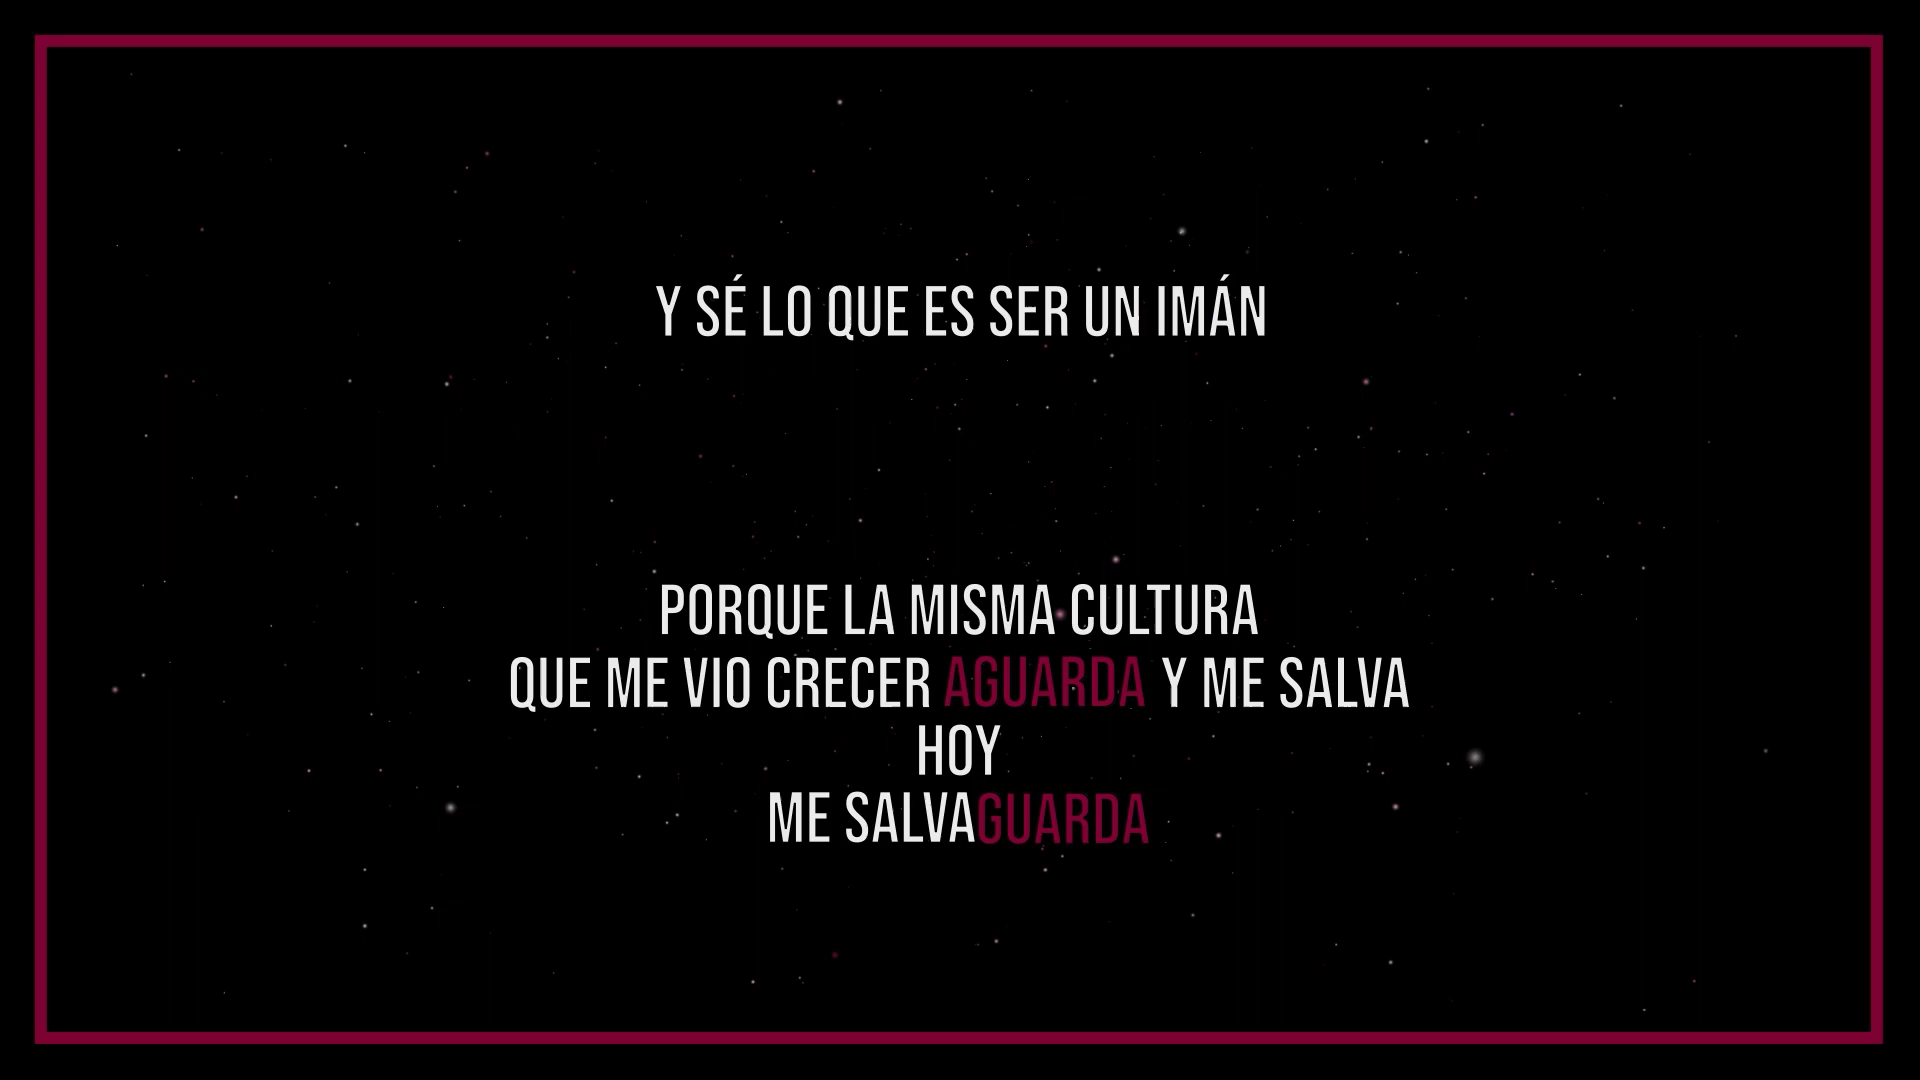 Y SÉ LO QUE ES SER UN IMÁN
PORQUE LA MISMA CULTURA
QUE ME VIO CRECER AGUARDA Y ME SALVA
HOY
ME SALVAGUARDA